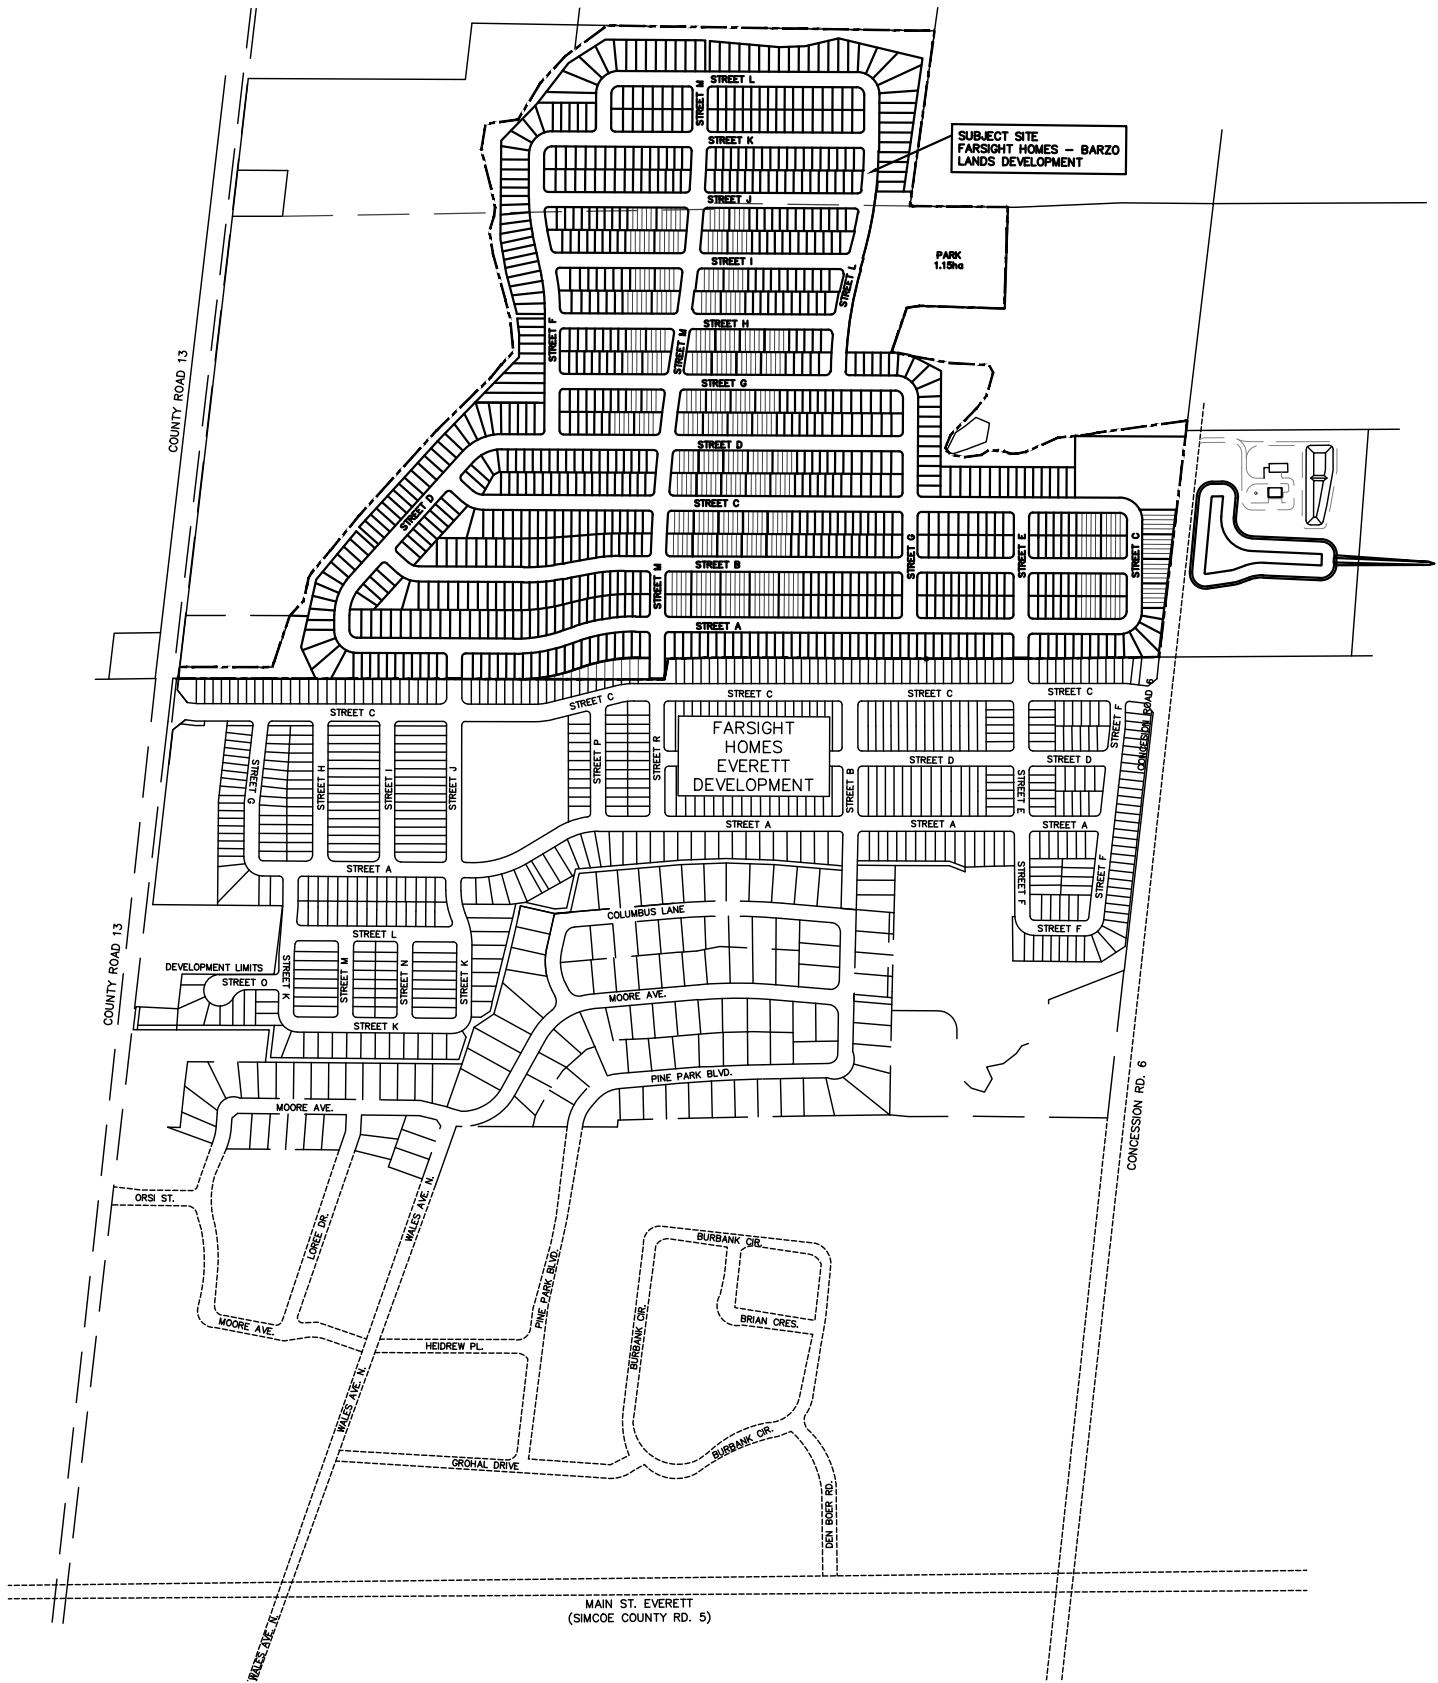 STREET L
STREET M
STREET K
SUBJECT SITE
FARSIGHT HOMES - BARZO
LANDS DEVELOPMENT
STREET J
PARK
1.15ha
STREET I
STREET L
STREET F
STREET H
STREET M
COUNTY ROAD 13
STREET G
STREET D
STREET D
STREET C
STREET G
STREET E
STREET C
STREET B
STREET M
STREET A
STREET C
STREET C
STREET C
STREET C
STREET C
CONCESION ROAD 6
STREET F
FARSIGHT
HOMES
EVERETT
DEVELOPMENT
STREET G
STREET H
STREET I
STREET J
STREET P
STREET R
STREET B
STREET D
STREET D
STREET E
STREET A
STREET A
STREET A
STREET A
STREET F
STREET F
STREET F
COLUMBUS LANE
STREET L
COUNTY ROAD 13
DEVELOPMENT LIMITS
STREET O
STREET K
STREET M
STREET N
STREET K
STREET K
MOORE AVE.
PINE PARK BLVD.
MOORE AVE.
CONCESSION RD. 6
ORSI ST.
LOREE DR.
WALES AVE. N.
PINE PARK BLVD.
BURBANK CIR.
BRIAN CRES.
MOORE AVE.
HEIDREW PL.
BURBANK CIR.
WALES AVE. N.
BURBANK CIR.
GROHAL DRIVE
DEN BOER RD.
MAIN ST. EVERETT
(SIMCOE COUNTY RD. 5)
WALES AVE. N.